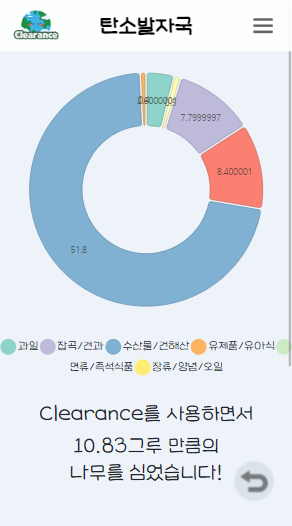 Clearance
탄소발자국
7.7999997
8.400001
51.8
과일 잡곡/견과 수산물/건해산 유제품/유아식
면류/즉석식품 장류/양념/오일
Clearance를 사용하면서
10.83그루 만큼의
나무를 심었습니다!